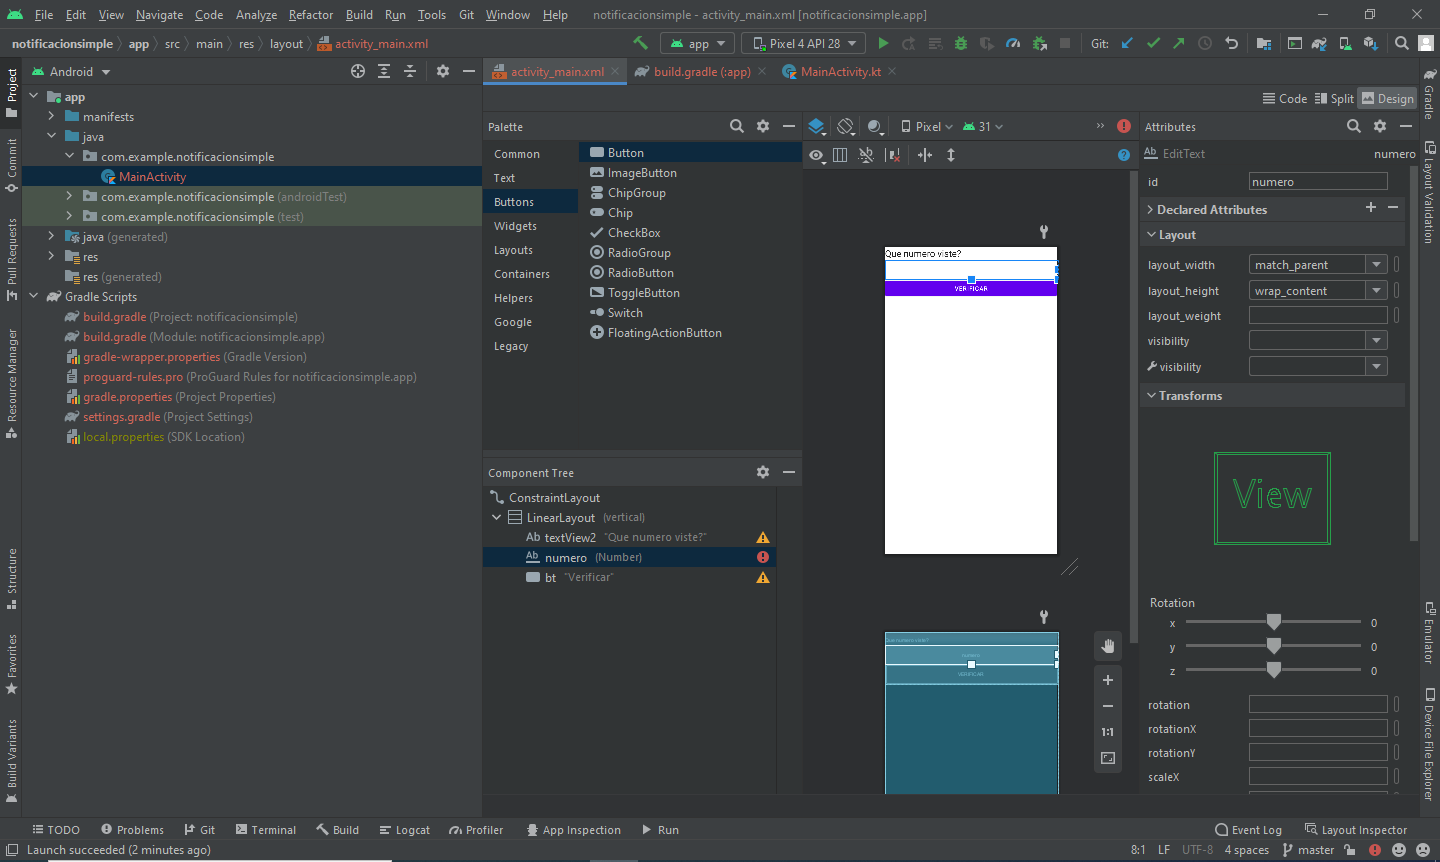 File Edit View Navigate Code Analyze Refactor Build Run Tools Git Window Help notificacionsimple - activity_main.xml [notificacionsimple.app]
notificacionsimple app src main res layout activity_main.xml app Pixel 4 API 28 Git:
Project
Commit
Pull Requests
Resource Manager
Structure
Favorites
Build Variants
Android
app
manifests
java
com.example.notificacionsimple
MainActivity
com.example.notificacionsimple (androidTest)
com.example.notificacionsimple (test)
java (generated)
res
res (generated)
Gradle Scripts
build.gradle (Project: notificacionsimple)
build.gradle (Module: notificacionsimple.app)
gradle-wrapper.properties (Gradle Version)
proguard-rules.pro (ProGuard Rules for notificacionsimple.app)
gradle.properties (Project Properties)
settings.gradle (Project Settings)
local.properties (SDK Location)
activity_main.xml build.gradle (:app) MainActivity.kt
Code Split Design
Palette
Common
Text
Buttons
Widgets
Layouts
Containers
Helpers
Google
Legacy
Button
ImageButton
ChipGroup
Chip
CheckBox
RadioGroup
RadioButton
ToggleButton
Switch
FloatingActionButton
Component Tree
ConstraintLayout
LinearLayout (vertical)
Ab textView2 "Que numero viste?"
Ab numero (Number)
bt "Verificar"
Pixel 31 »
?
Que numero viste?
VERIFICAR
Que numero viste?
numero
VERIFICAR
1:1
Attributes
Ab EditText numero
id numero
Declared Attributes
Layout
layout_width match_parent
layout_height wrap_content
layout_weight
visibility
visibility
Transforms
View
Rotation
x 0
y 0
z 0
rotation
rotationX
rotationY
scaleX
Gradle
Layout Validation
Emulator
Device File Explorer
TODO Problems Git Terminal Build Logcat Profiler App Inspection Run Event Log Layout Inspector
Launch succeeded (2 minutes ago) 8:1 LF UTF-8 4 spaces master